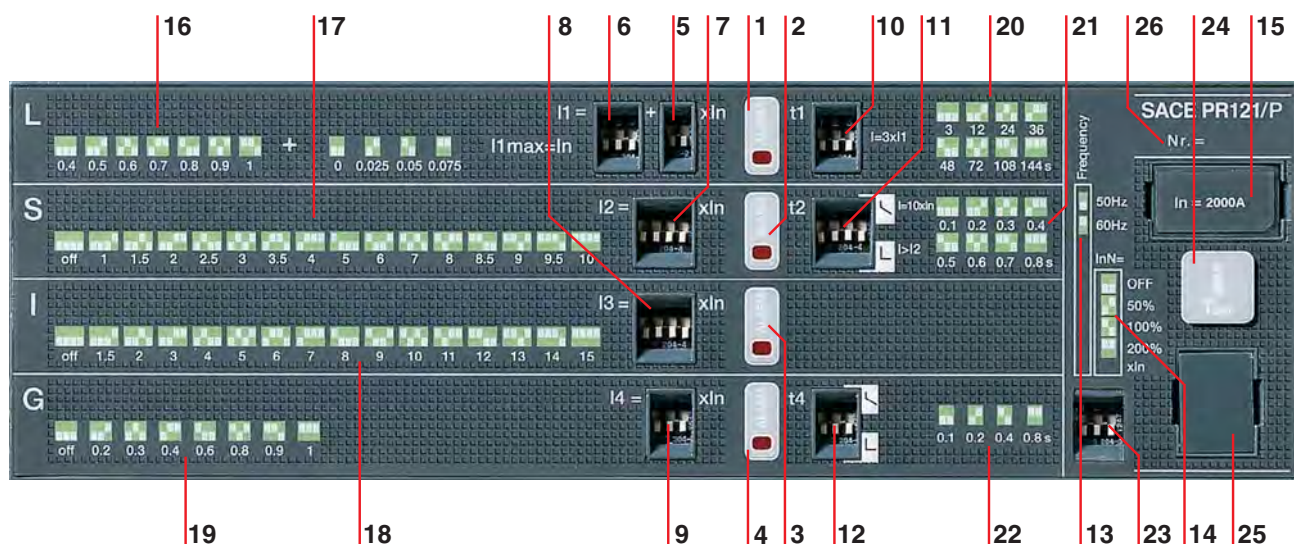 16 17 8 6 5 7 1 2 10 11 20 21 26 24 15
L I1 = + xIn t1 SACE PR121/P
0.4 0.5 0.6 0.7 0.8 0.9 1 + 0 0.025 0.05 0.075 I1max=In I=3xI1 3 12 24 36
48 72 108 144s
Frequency
Nr.=
S I2 = xIn t2 I=10xIn 0.1 0.2 0.3 0.4 50Hz In = 2000A
off 1 1.5 2 2.5 3 3.5 4 5 6 7 8 8.5 9 9.5 10 I>I2 0.5 0.6 0.7 0.8s 60Hz
InN=
I I3 = xIn OFF
50%
100%
off 1.5 2 3 4 5 6 7 8 9 10 11 12 13 14 15 200%
xIn
G I4 = xIn t4
off 0.2 0.3 0.4 0.6 0.8 0.9 1 0.1 0.2 0.4 0.8s
19 18 9 4 3 12 22 13 23 14 25